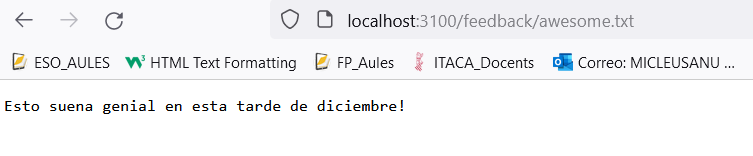 localhost:3100/feedback/awesome.txt
ESO_AULES HTML Text Formatting FP_Aules ITACA_Docents Correo: MICLEUSANU ...
Esto suena genial en esta tarde de diciembre!